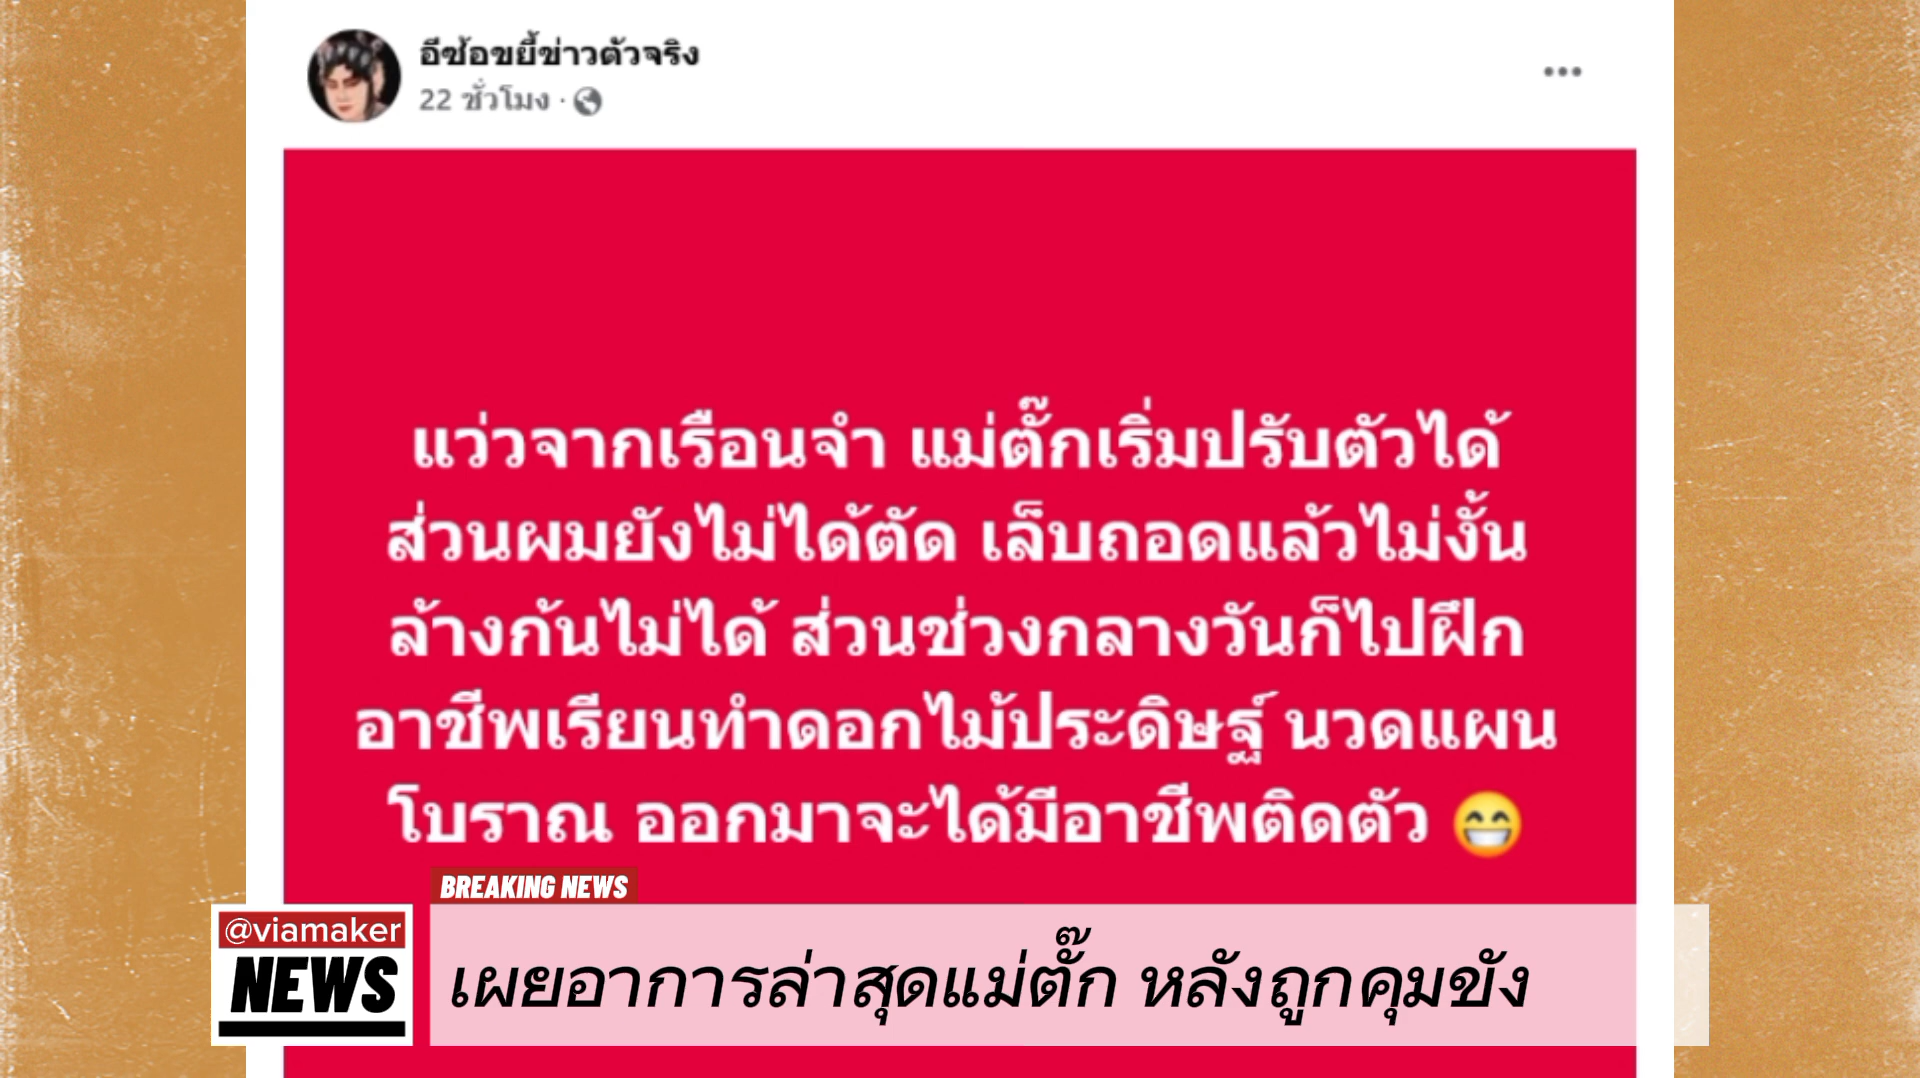 อีซ้อขยี้ข่าวตัวจริง
22 ชั่วโมง ·
แว่วจากเรือนจำ แม่ตั๊กเริ่มปรับตัวได้
ส่วนผมยังไม่ได้ตัด เล็บถอดแล้วไม่งั้น
ล้างก้นไม่ได้ ส่วนช่วงกลางวันก็ไปฝึก
อาชีพเรียนทำดอกไม้ประดิษฐ์ นวดแผน
โบราณ ออกมาจะได้มีอาชีพติดตัว 😁
BREAKING NEWS
@viamaker
NEWS
เผยอาการล่าสุดแม่ตั๊ก หลังถูกคุมขัง